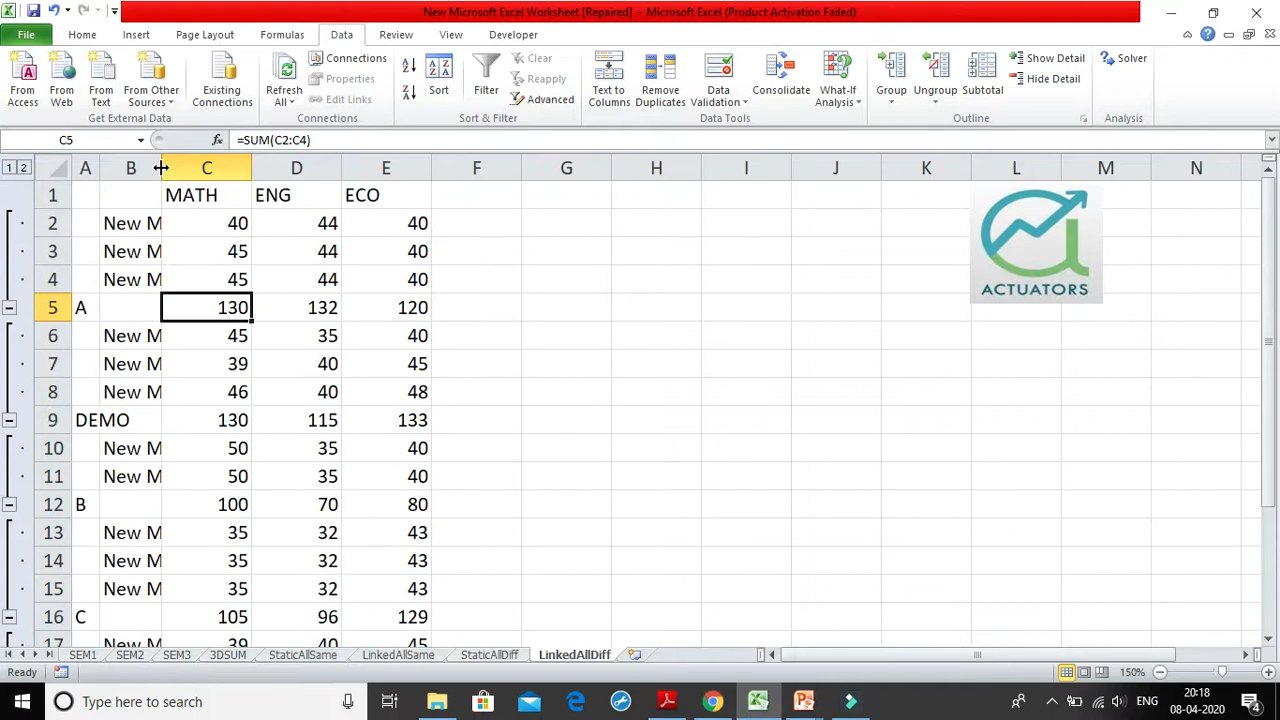 New Microsoft Excel Worksheet [Repaired] - Microsoft Excel (Product Activation Failed)
File Home Insert Page Layout Formulas Data Review View Developer
From Access
From Web
From Text
From Other Sources
Existing Connections
Get External Data
Refresh All
Connections
Properties
Edit Links
Connections
Sort
Filter
Clear
Reapply
Advanced
Sort & Filter
Text to Columns
Remove Duplicates
Data Validation
Consolidate
What-If Analysis
Data Tools
Group
Ungroup
Subtotal
Show Detail
Hide Detail
Outline
Solver
Analysis
C5 fx =SUM(C2:C4)
1 2 A B C D E F G H I J K L M N
1 MATH ENG ECO
2 New M 40 44 40
3 New M 45 44 40
4 New M 45 44 40
5 A 130 132 120
6 New M 45 35 40
7 New M 39 40 45
8 New M 46 40 48
9 DEMO 130 115 133
10 New M 50 35 40
11 New M 50 35 40
12 B 100 70 80
13 New M 35 32 43
14 New M 35 32 43
15 New M 35 32 43
16 C 105 96 129
17 New M 39 40 45
ACTUATORS
SEM1 SEM2 SEM3 3DSUM StaticAllSame LinkedAllSame StaticAllDiff LinkedAllDiff
Ready 150%
Type here to search
ENG
20:18
08-04-2020
4